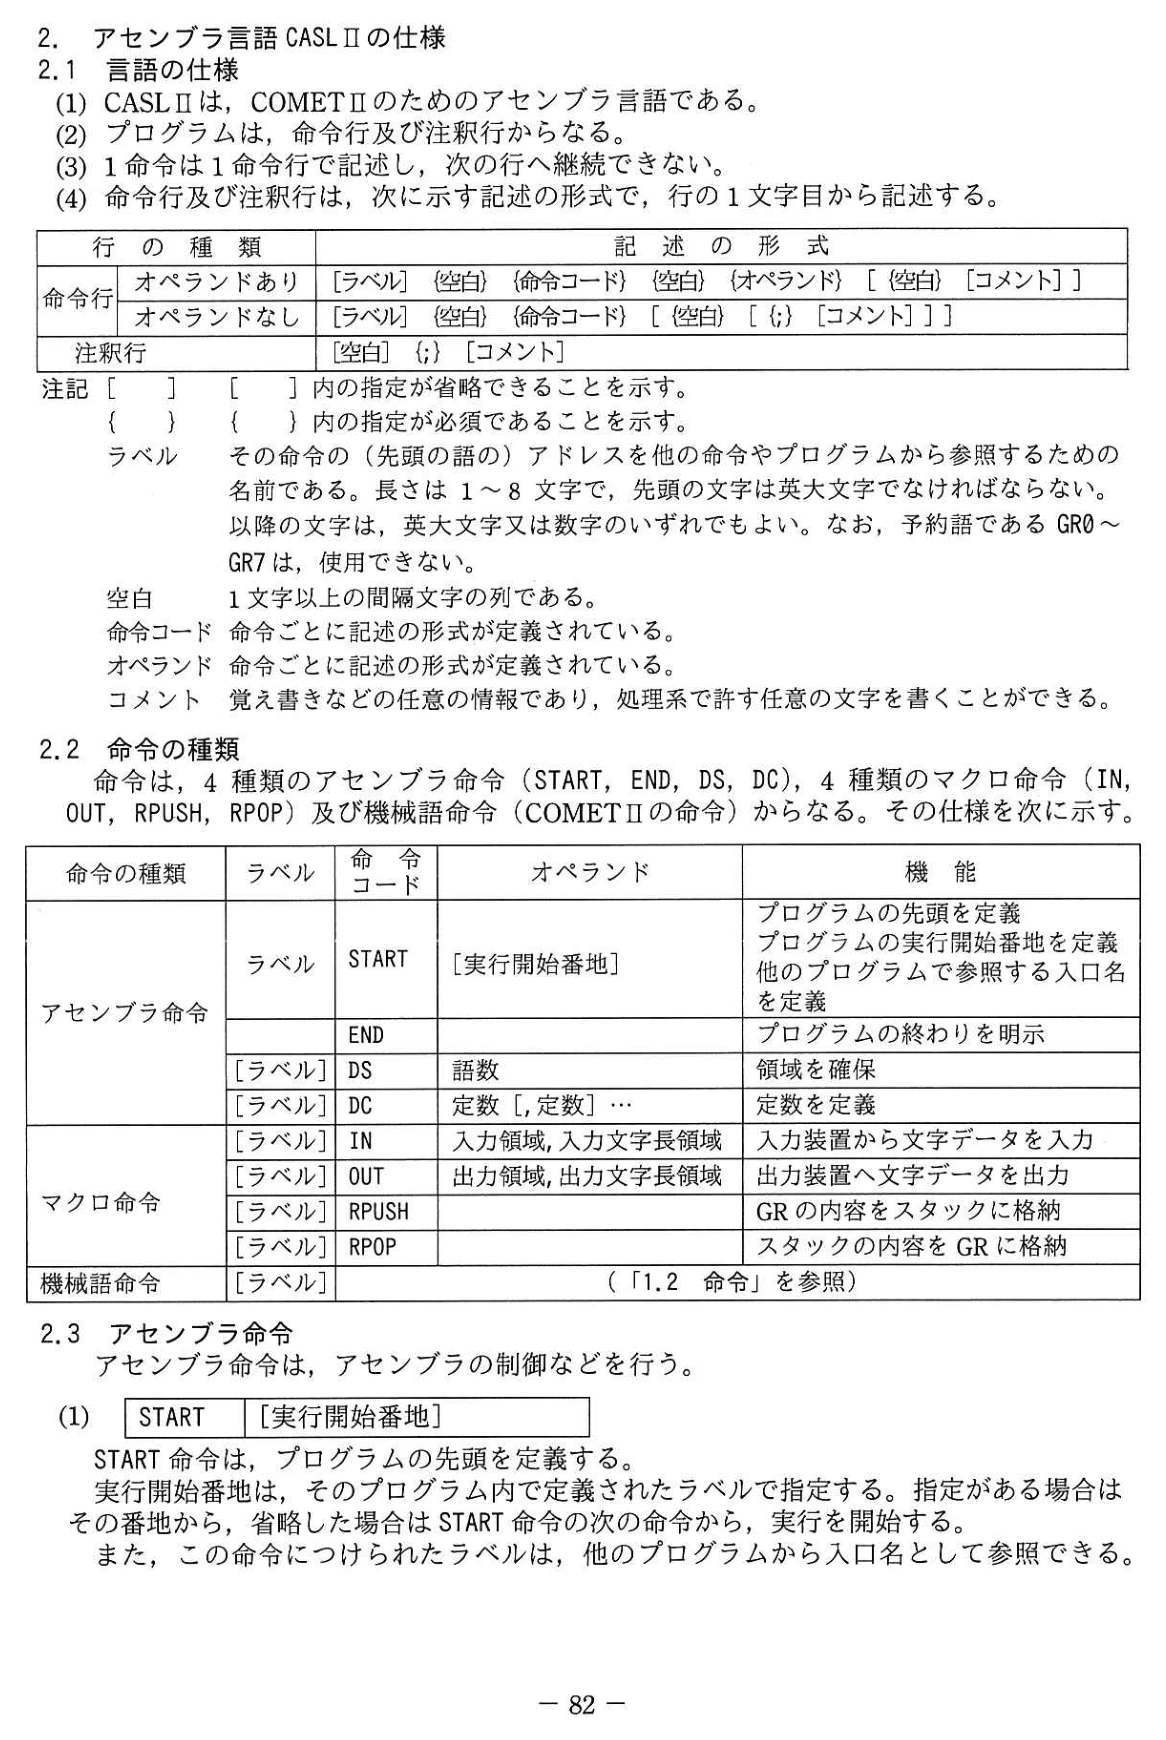 2. アセンブラ言語 CASLⅡの仕様
2.1 言語の仕様
(1) CASLⅡは，COMETⅡのためのアセンブラ言語である。
(2) プログラムは，命令行及び注釈行からなる。
(3) 1命令は1命令行で記述し，次の行へ継続できない。
(4) 命令行及び注釈行は，次に示す記述の形式で，行の1文字目から記述する。
行の種類 記述の形式
命令行 オペランドあり [ラベル] {空白} {命令コード} {空白} {オペランド} [ {空白} [コメント] ]
オペランドなし [ラベル] {空白} {命令コード} [ {空白} [ {;} [コメント] ] ]
注釈行 [空白] {;} [コメント]
注記 [ ] [ ] 内の指定が省略できることを示す。
{ } { } 内の指定が必須であることを示す。
ラベル その命令の（先頭の語の）アドレスを他の命令やプログラムから参照するための
名前である。長さは 1～8 文字で，先頭の文字は英大文字でなければならない。
以降の文字は，英大文字又は数字のいずれでもよい。なお，予約語である GR0～
GR7 は，使用できない。
空白 1文字以上の間隔文字の列である。
命令コード 命令ごとに記述の形式が定義されている。
オペランド 命令ごとに記述の形式が定義されている。
コメント 覚え書きなどの任意の情報であり，処理系で許す任意の文字を書くことができる。
2.2 命令の種類
命令は，4 種類のアセンブラ命令（START，END，DS，DC），4 種類のマクロ命令（IN，
OUT，RPUSH，RPOP）及び機械語命令（COMETⅡの命令）からなる。その仕様を次に示す。
命令の種類 ラベル 命令コード オペランド 機能
アセンブラ命令 ラベル START [実行開始番地] プログラムの先頭を定義
プログラムの実行開始番地を定義
他のプログラムで参照する入口名
を定義
END プログラムの終わりを明示
[ラベル] DS 語数 領域を確保
[ラベル] DC 定数［,定数］… 定数を定義
マクロ命令 [ラベル] IN 入力領域,入力文字長領域 入力装置から文字データを入力
[ラベル] OUT 出力領域,出力文字長領域 出力装置へ文字データを出力
[ラベル] RPUSH GR の内容をスタックに格納
[ラベル] RPOP スタックの内容を GR に格納
機械語命令 [ラベル] （「1.2 命令」を参照）
2.3 アセンブラ命令
アセンブラ命令は，アセンブラの制御などを行う。
(1) START [実行開始番地]
START 命令は，プログラムの先頭を定義する。
実行開始番地は，そのプログラム内で定義されたラベルで指定する。指定がある場合は
その番地から，省略した場合は START 命令の次の命令から，実行を開始する。
また，この命令につけられたラベルは，他のプログラムから入口名として参照できる。
— 82 —